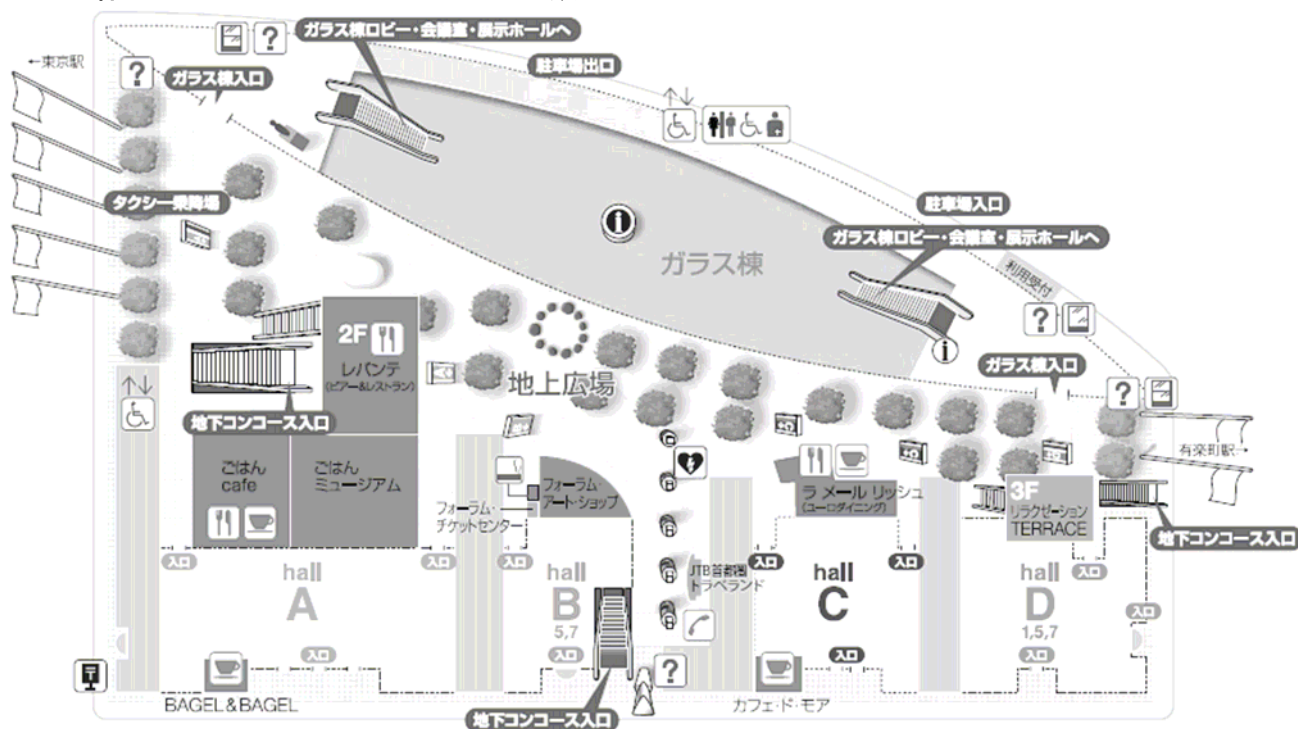 ガラス棟ロビー・会議室・展示ホールへ
?
←東京駅
?
ガラス棟入口
駐車場出口
タクシー乗降場
i
駐車場入口
ガラス棟ロビー・会議室・展示ホールへ
ガラス棟
利用受付
?
i
2F
レバンテ
(ビアー&レストラン)
地上広場
ガラス棟入口
?
地下コンコース入口
有楽町駅→
ごはん
cafe
ごはん
ミュージアム
フォーラム・
アート・ショップ
フォーラム・
チケットセンター
ラ メール リッシュ
(ユーロダイニング)
3F
リラクゼーション
TERRACE
地下コンコース入口
入口
入口
入口
入口
入口
入口
JTB首都圏
トラベランド
hall
A
hall
B
5,7
hall
C
hall
D
1,5,7
入口
入口
入口
入口
入口
〒
?
BAGEL&BAGEL
地下コンコース入口
カフェ・ド・モア